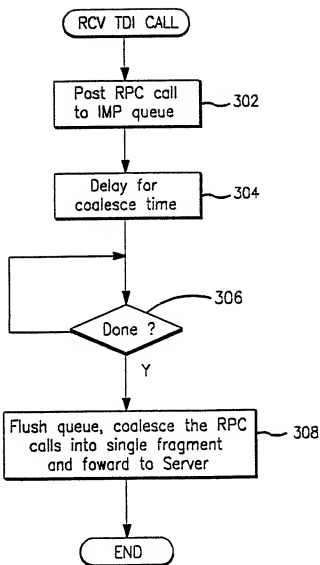 RCV TDI CALL
Post RPC call
to IMP queue
302
Delay for
coalesce time
304
306
Done ?
Y
Flush queue, coalesce the RPC
calls into single fragment
and foward to Server
308
END